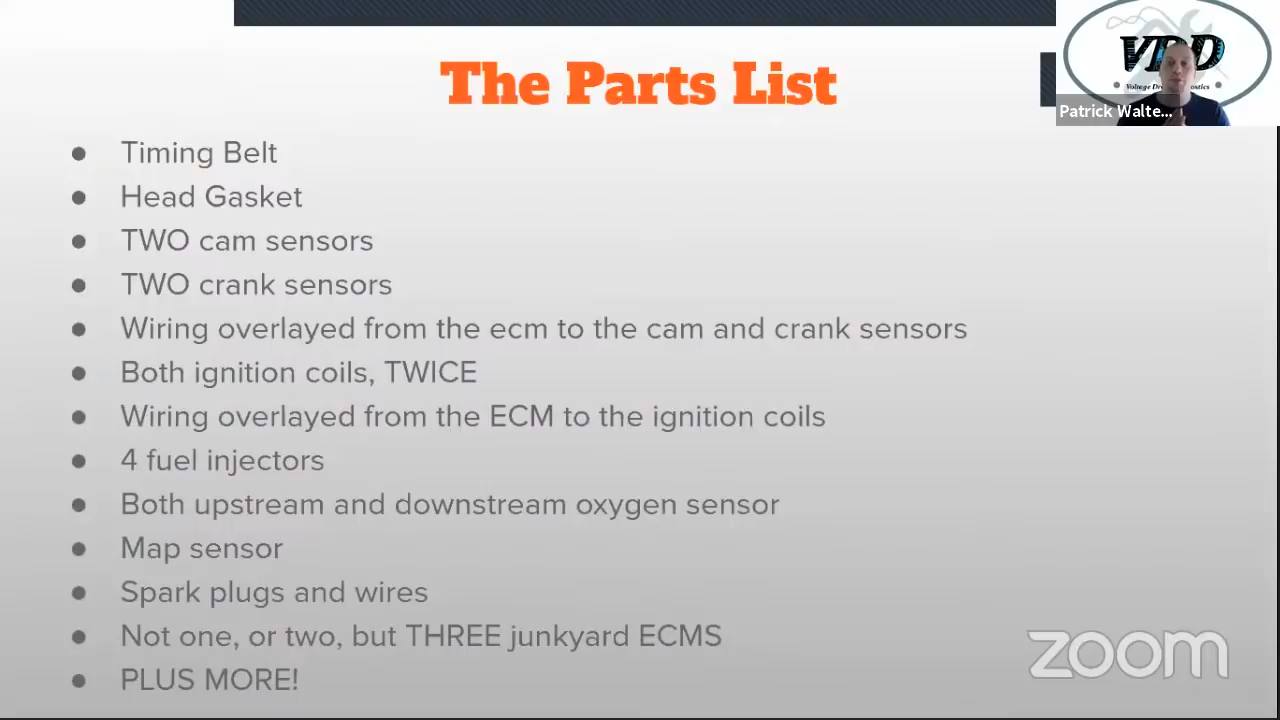 The Parts List
VDD
Patrick Walte...
Timing Belt
Head Gasket
TWO cam sensors
TWO crank sensors
Wiring overlayed from the ecm to the cam and crank sensors
Both ignition coils, TWICE
Wiring overlayed from the ECM to the ignition coils
4 fuel injectors
Both upstream and downstream oxygen sensor
Map sensor
Spark plugs and wires
Not one, or two, but THREE junkyard ECMS
PLUS MORE!
zoom